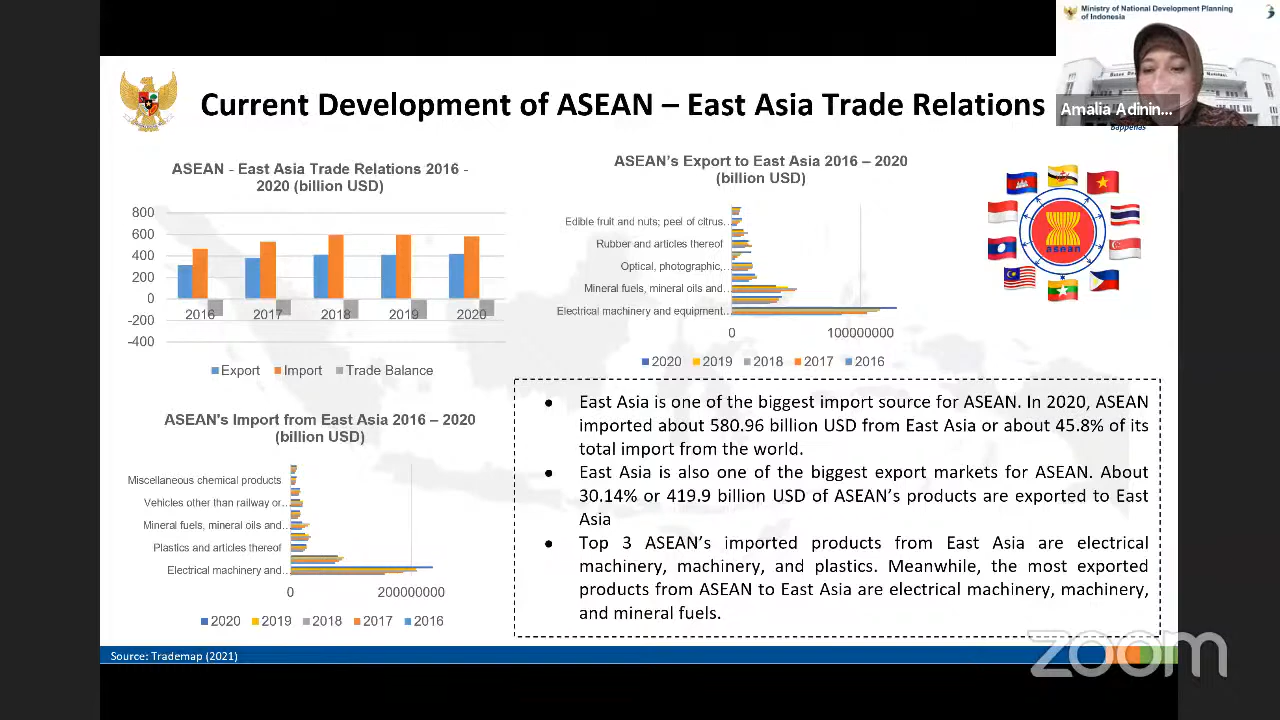 Ministry of National Development Planning
of Indonesia
Amalia Adinin...
Bappenas
Current Development of ASEAN – East Asia Trade Relations
ASEAN - East Asia Trade Relations 2016 -
2020 (billion USD)
800
600
400
200
0
-200
-400
2016 2017 2018 2019 2020
Export Import Trade Balance
ASEAN's Export to East Asia 2016 – 2020
(billion USD)
Edible fruit and nuts; peel of citrus...
Rubber and articles thereof
Optical, photographic,...
Mineral fuels, mineral oils and...
Electrical machinery and equipment...
0 100000000
2020 2019 2018 2017 2016
asean
ASEAN's Import from East Asia 2016 – 2020
(billion USD)
Miscellaneous chemical products
Vehicles other than railway or...
Mineral fuels, mineral oils and...
Plastics and articles thereof
Electrical machinery and...
0 200000000
2020 2019 2018 2017 2016
● East Asia is one of the biggest import source for ASEAN. In 2020, ASEAN
imported about 580.96 billion USD from East Asia or about 45.8% of its
total import from the world.
● East Asia is also one of the biggest export markets for ASEAN. About
30.14% or 419.9 billion USD of ASEAN's products are exported to East
Asia
● Top 3 ASEAN's imported products from East Asia are electrical
machinery, machinery, and plastics. Meanwhile, the most exported
products from ASEAN to East Asia are electrical machinery, machinery,
and mineral fuels.
Source: Trademap (2021)
zoom